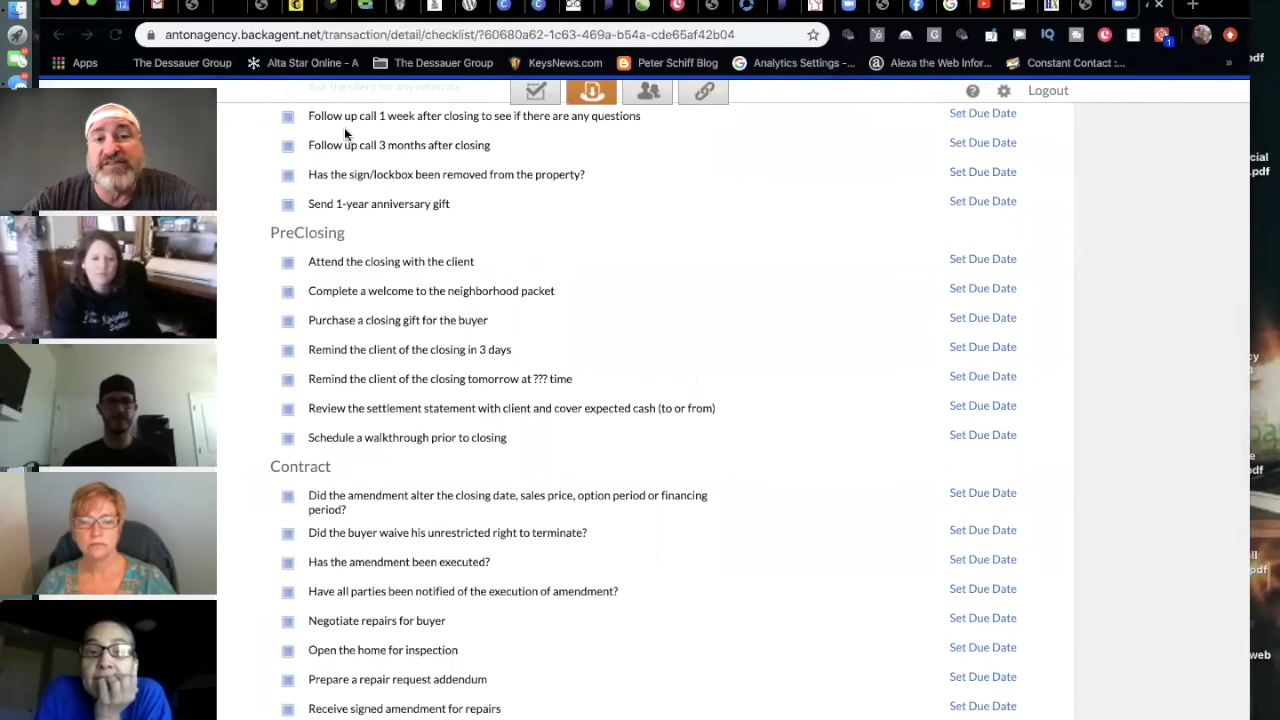 antonagency.backagent.net/transaction/detail/checklist/?60680a62-1c63-469a-b54a-cde65af42b04
Apps
The Dessauer Group
Alta Star Online - A
The Dessauer Group
KeysNews.com
Peter Schiff Blog
Analytics Settings -...
Alexa the Web Infor...
Constant Contact :...
»
Ask the client for any referrals
Logout
Follow up call 1 week after closing to see if there are any questions
Set Due Date
Follow up call 3 months after closing
Set Due Date
Has the sign/lockbox been removed from the property?
Set Due Date
Send 1-year anniversary gift
Set Due Date
PreClosing
Attend the closing with the client
Set Due Date
Complete a welcome to the neighborhood packet
Set Due Date
Purchase a closing gift for the buyer
Set Due Date
Remind the client of the closing in 3 days
Set Due Date
Remind the client of the closing tomorrow at ??? time
Set Due Date
Review the settlement statement with client and cover expected cash (to or from)
Set Due Date
Schedule a walkthrough prior to closing
Set Due Date
Contract
Did the amendment alter the closing date, sales price, option period or financing
period?
Set Due Date
Did the buyer waive his unrestricted right to terminate?
Set Due Date
Has the amendment been executed?
Set Due Date
Have all parties been notified of the execution of amendment?
Set Due Date
Negotiate repairs for buyer
Set Due Date
Open the home for inspection
Set Due Date
Prepare a repair request addendum
Set Due Date
Receive signed amendment for repairs
Set Due Date